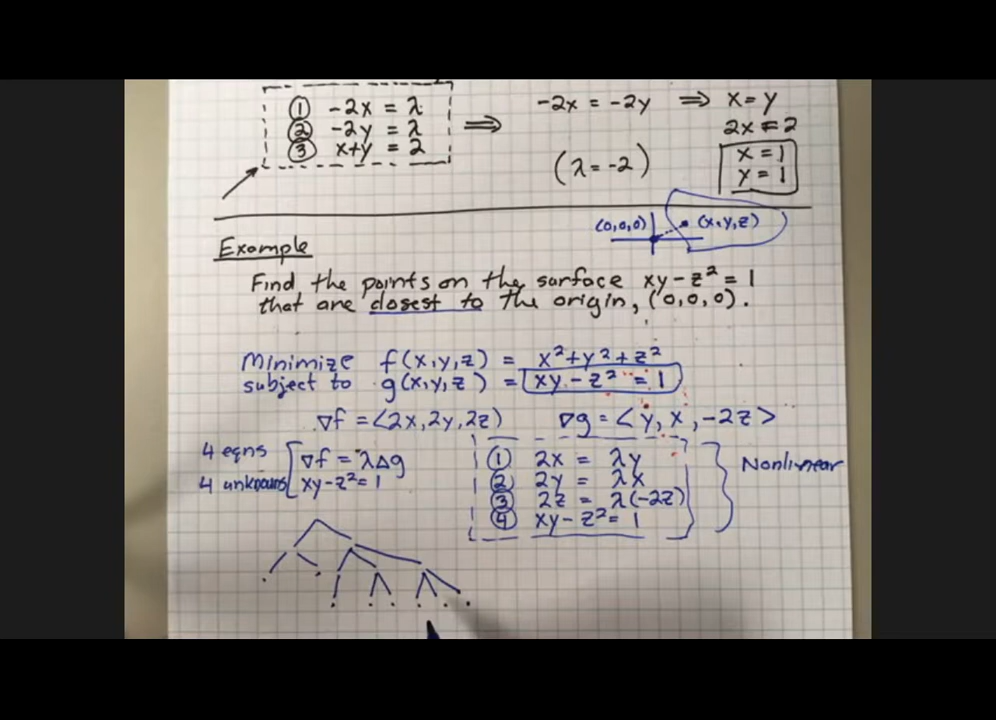 ① -2x = λ
② -2y = λ
③ x+y = 2
⟹
-2x = -2y ⟹ x = y
2x = 2
(λ = -2)
x = 1
y = 1
(0,0,0) (x,y,z)
Example
Find the points on the surface xy - z² = 1
that are closest to the origin, (0,0,0).
Minimize f(x,y,z) = x² + y² + z²
subject to g(x,y,z) = xy - z² = 1
∇f = <2x, 2y, 2z) ∇g = < y, x, -2z >
4 eqns
4 unknowns
∇f = λ∆g
xy - z² = 1
① 2x = λy
② 2y = λx
③ 2z = λ(-2z)
④ xy - z² = 1
Nonlinear